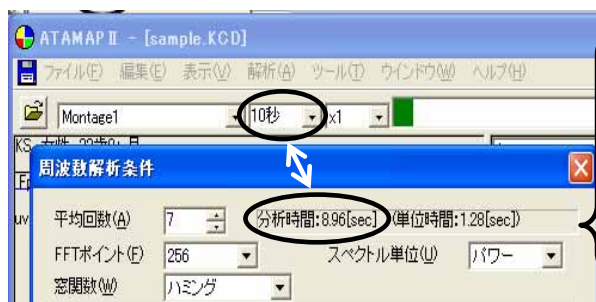 ATAMAP II - [sample.KCD]
ファイル(F) 編集(E) 表示(V) 解析(A) ツール(T) ウインドウ(W) ヘルプ(H)
Montage1 10秒 x1
KS
周波数解析条件
uv
平均回数(A) 7 分析時間:8.96[sec] (単位時間:1.28[sec])
FFTポイント(F) 256 スペクトル単位(U) パワー
窓関数(W) ハミング